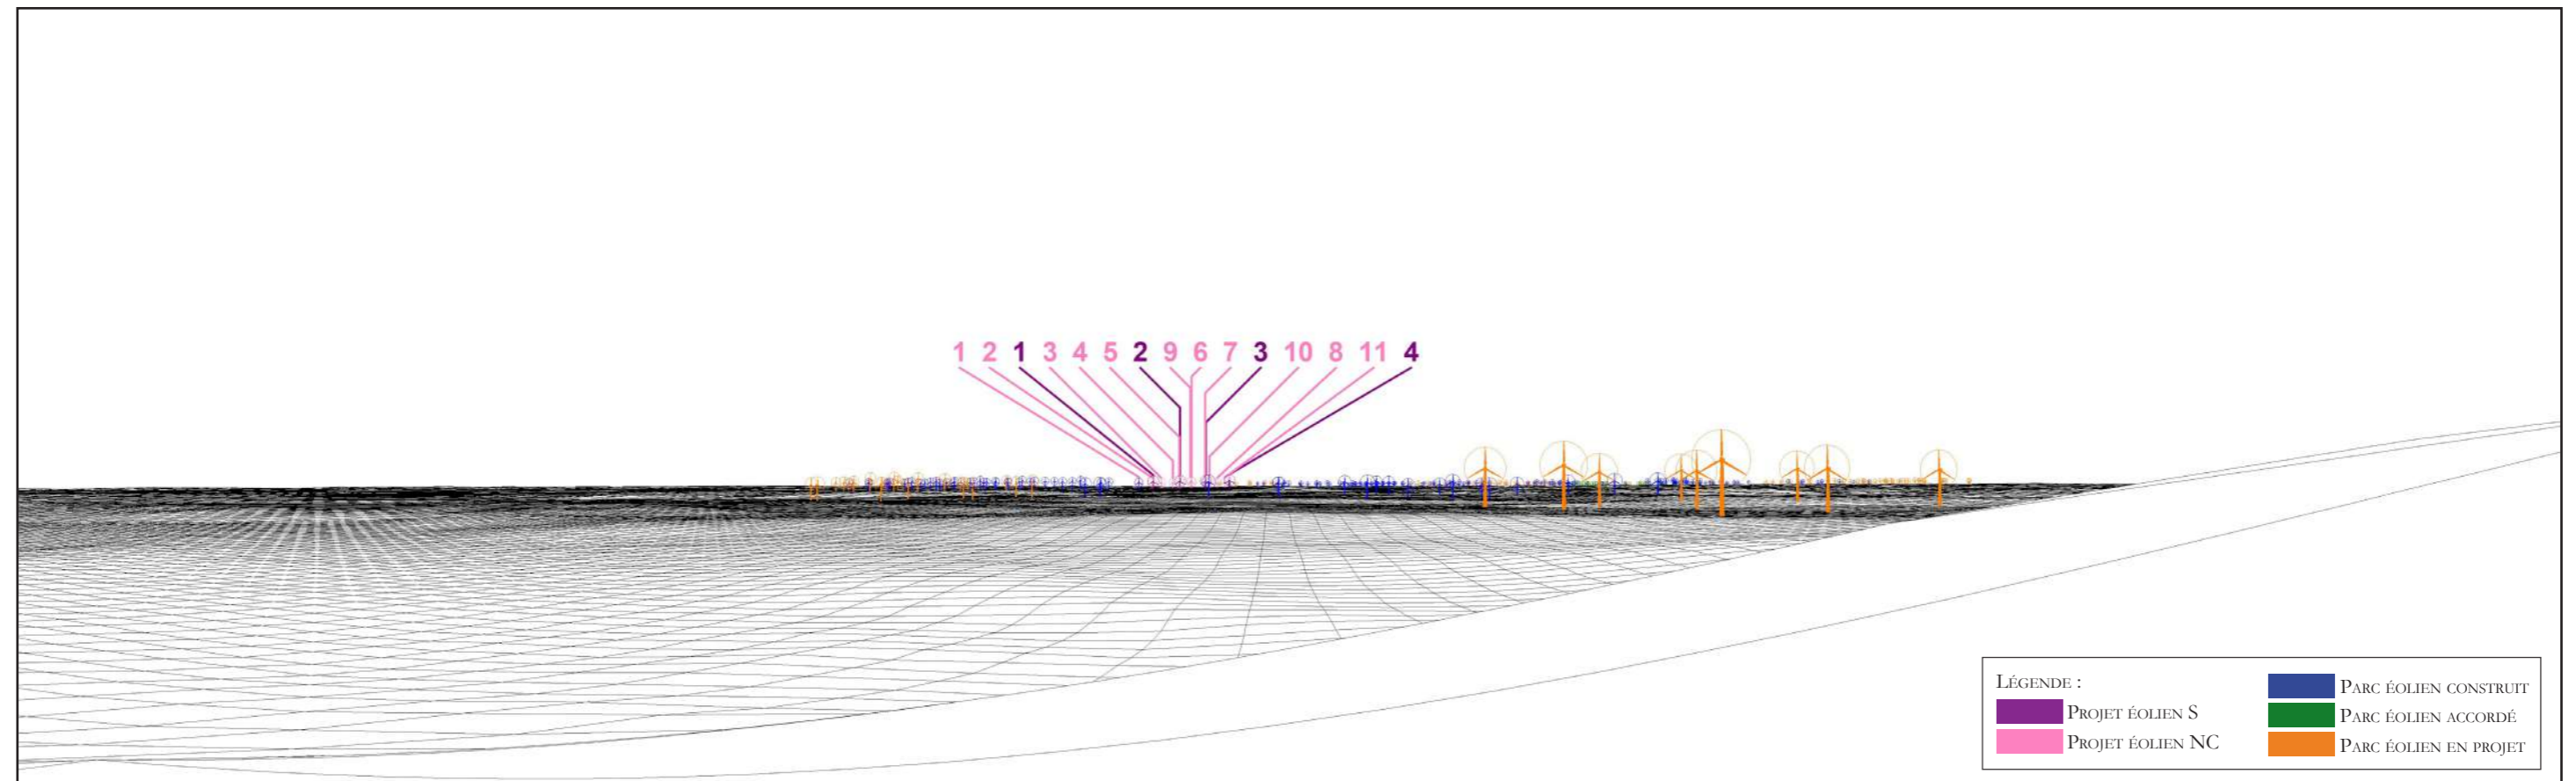 1 2 1 3 4 5 2 9 6 7 3 10 8 11 4
Légende :
Projet éolien S
Projet éolien NC
Parc éolien construit
Parc éolien accordé
Parc éolien en projet